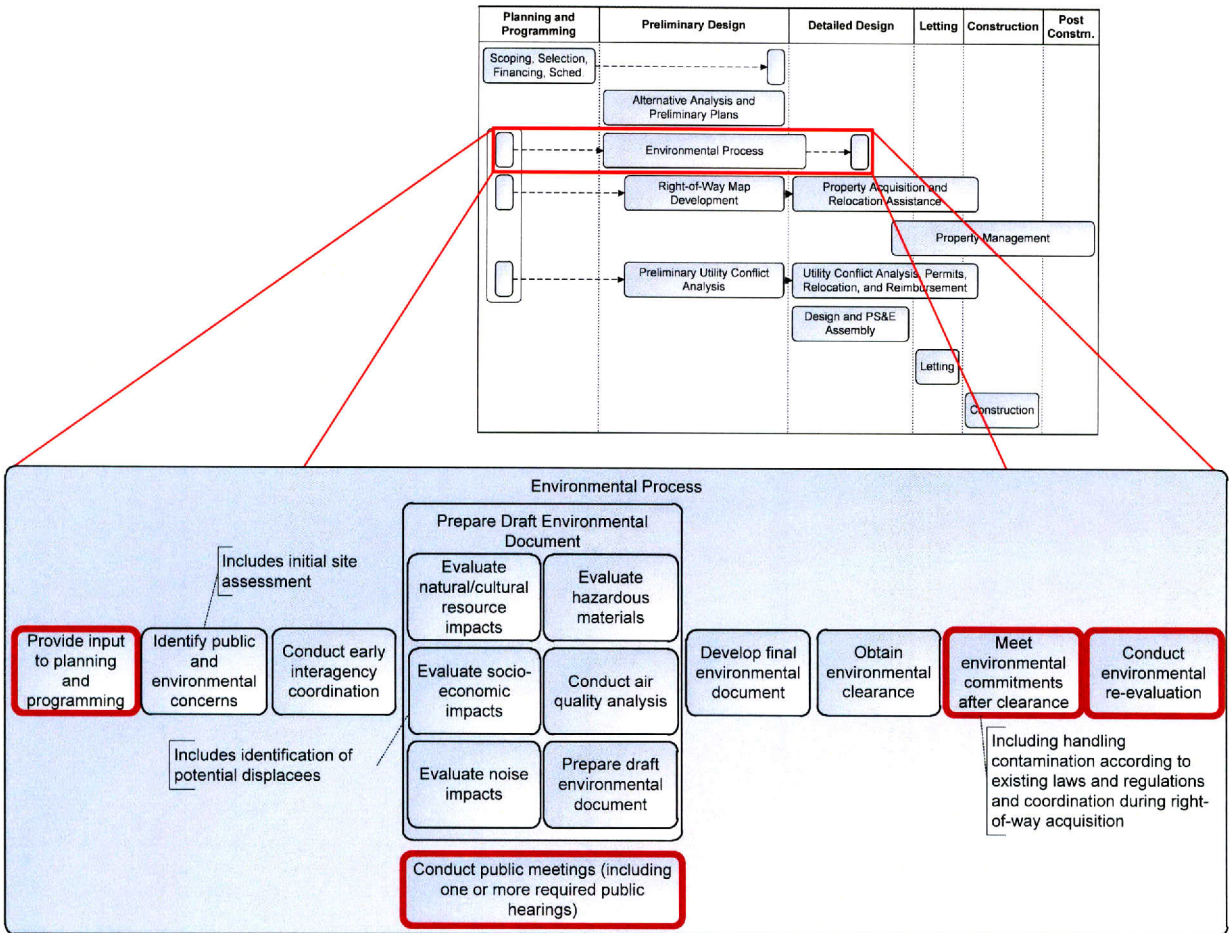 Planning and
Programming
Preliminary Design
Detailed Design
Letting
Construction
Post
Constrn.
Scoping, Selection,
Financing, Sched.
Alternative Analysis and
Preliminary Plans
Environmental Process
Right-of-Way Map
Development
Property Acquisition and
Relocation Assistance
Property Management
Preliminary Utility Conflict
Analysis
Utility Conflict Analysis, Permits,
Relocation, and Reimbursement
Design and PS&E
Assembly
Letting
Construction
Environmental Process
Prepare Draft Environmental
Document
Includes initial site
assessment
Evaluate
natural/cultural
resource
impacts
Evaluate
hazardous
materials
Provide input
to planning
and
programming
Identify public
and
environmental
concerns
Conduct early
interagency
coordination
Evaluate socio-
economic
impacts
Conduct air
quality analysis
Develop final
environmental
document
Obtain
environmental
clearance
Meet
environmental
commitments
after clearance
Conduct
environmental
re-evaluation
Includes identification of
potential displacees
Evaluate noise
impacts
Prepare draft
environmental
document
Including handling
contamination according to
existing laws and regulations
and coordination during right-
of-way acquisition
Conduct public meetings (including
one or more required public
hearings)